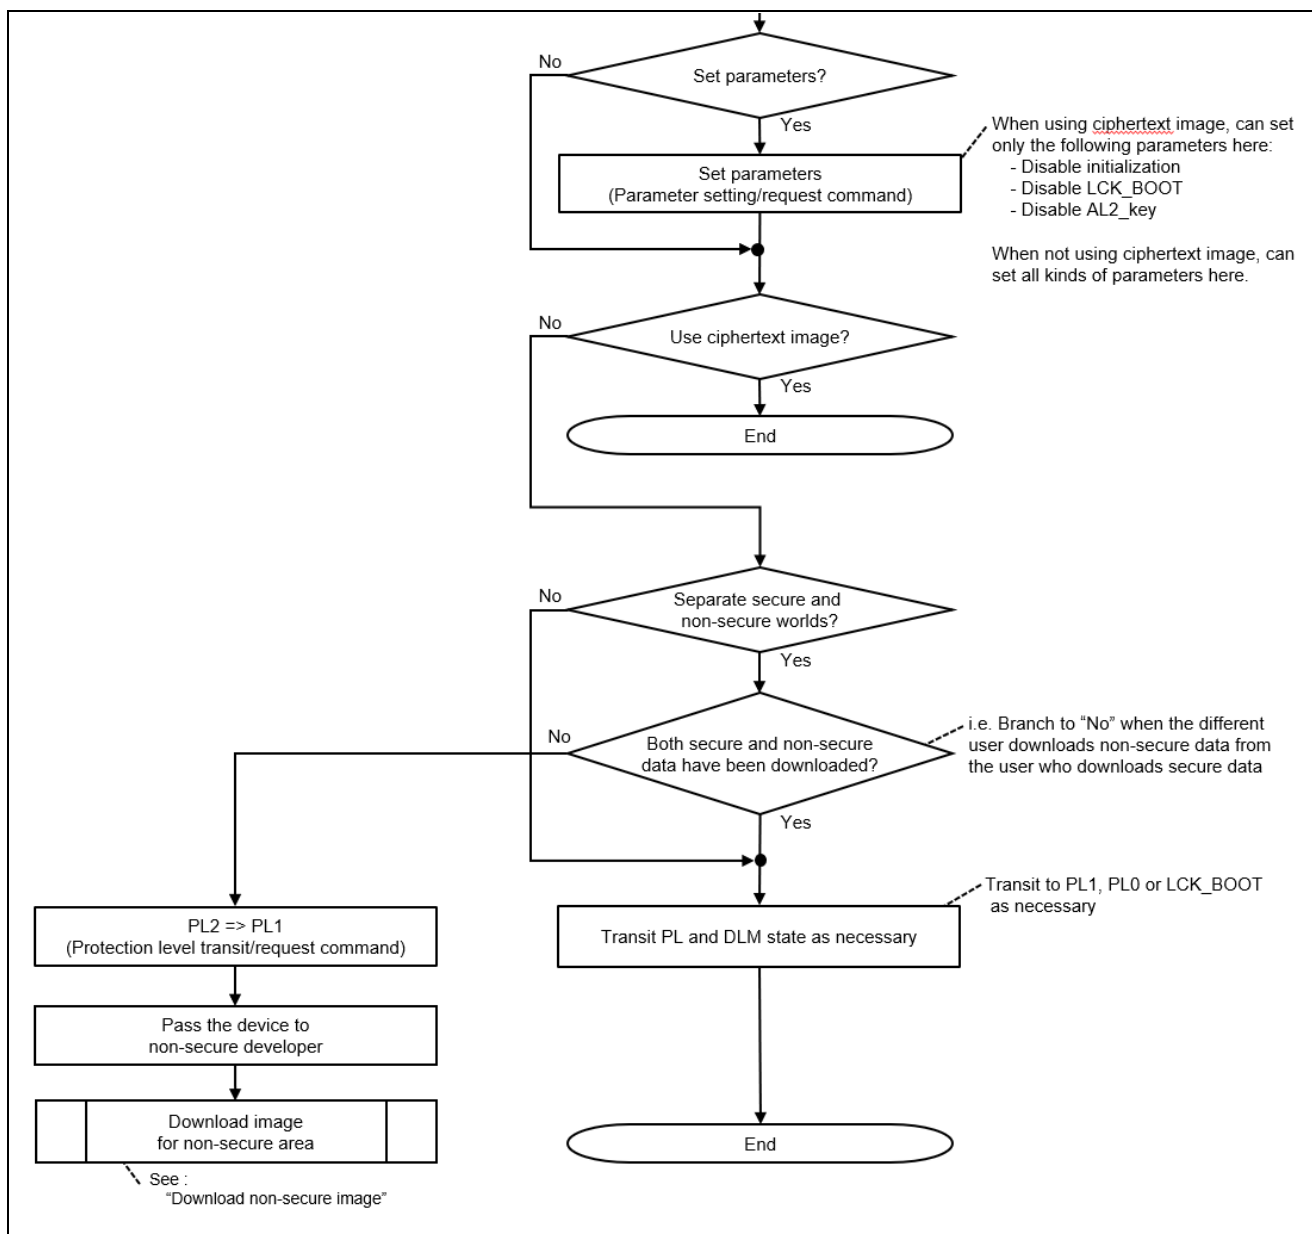 No
Set parameters?
Yes
When using ciphertext image, can set
only the following parameters here:
- Disable initialization
- Disable LCK_BOOT
- Disable AL2_key
Set parameters
(Parameter setting/request command)
When not using ciphertext image, can
set all kinds of parameters here.
No
Use ciphertext image?
Yes
End
No
Separate secure and
non-secure worlds?
Yes
No
Both secure and non-secure
data have been downloaded?
i.e. Branch to “No” when the different
user downloads non-secure data from
the user who downloads secure data
Yes
Transit to PL1, PL0 or LCK_BOOT
as necessary
PL2 => PL1
(Protection level transit/request command)
Transit PL and DLM state as necessary
Pass the device to
non-secure developer
Download image
for non-secure area
End
See :
“Download non-secure image”